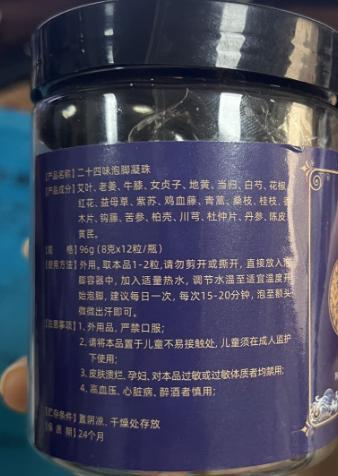 【产品名称】二十四味泡脚凝珠
【产品成分】艾叶、老姜、牛膝、女贞子、地黄、当归、白芍、花椒、
红花、益母草、紫苏、鸡血藤、青蒿、桑枝、桂枝、香
木片、钩藤、苦参、柏壳、川芎、杜仲片、丹参、陈皮、
黄芪。
【规 格】96g（8克x12粒/瓶）
【使用方法】外用。取本品1-2粒,请勿剪开或撕开，直接放入泡
脚容器中，加入适量热水，调节水温至适宜温度开
始泡脚，建议每日一次，每次15-20分钟，泡至额头
微微出汗即可。
【注意事项】1、外用品，严禁口服；
2、请将本品置于儿童不易接触处，儿童须在成人监护
下使用；
3、皮肤溃烂、孕妇、对本品过敏或过敏体质者均禁用；
4、高血压、心脏病、醉酒者慎用；
【贮存条件】置阴凉、干燥处存放
【保 质 期】24个月